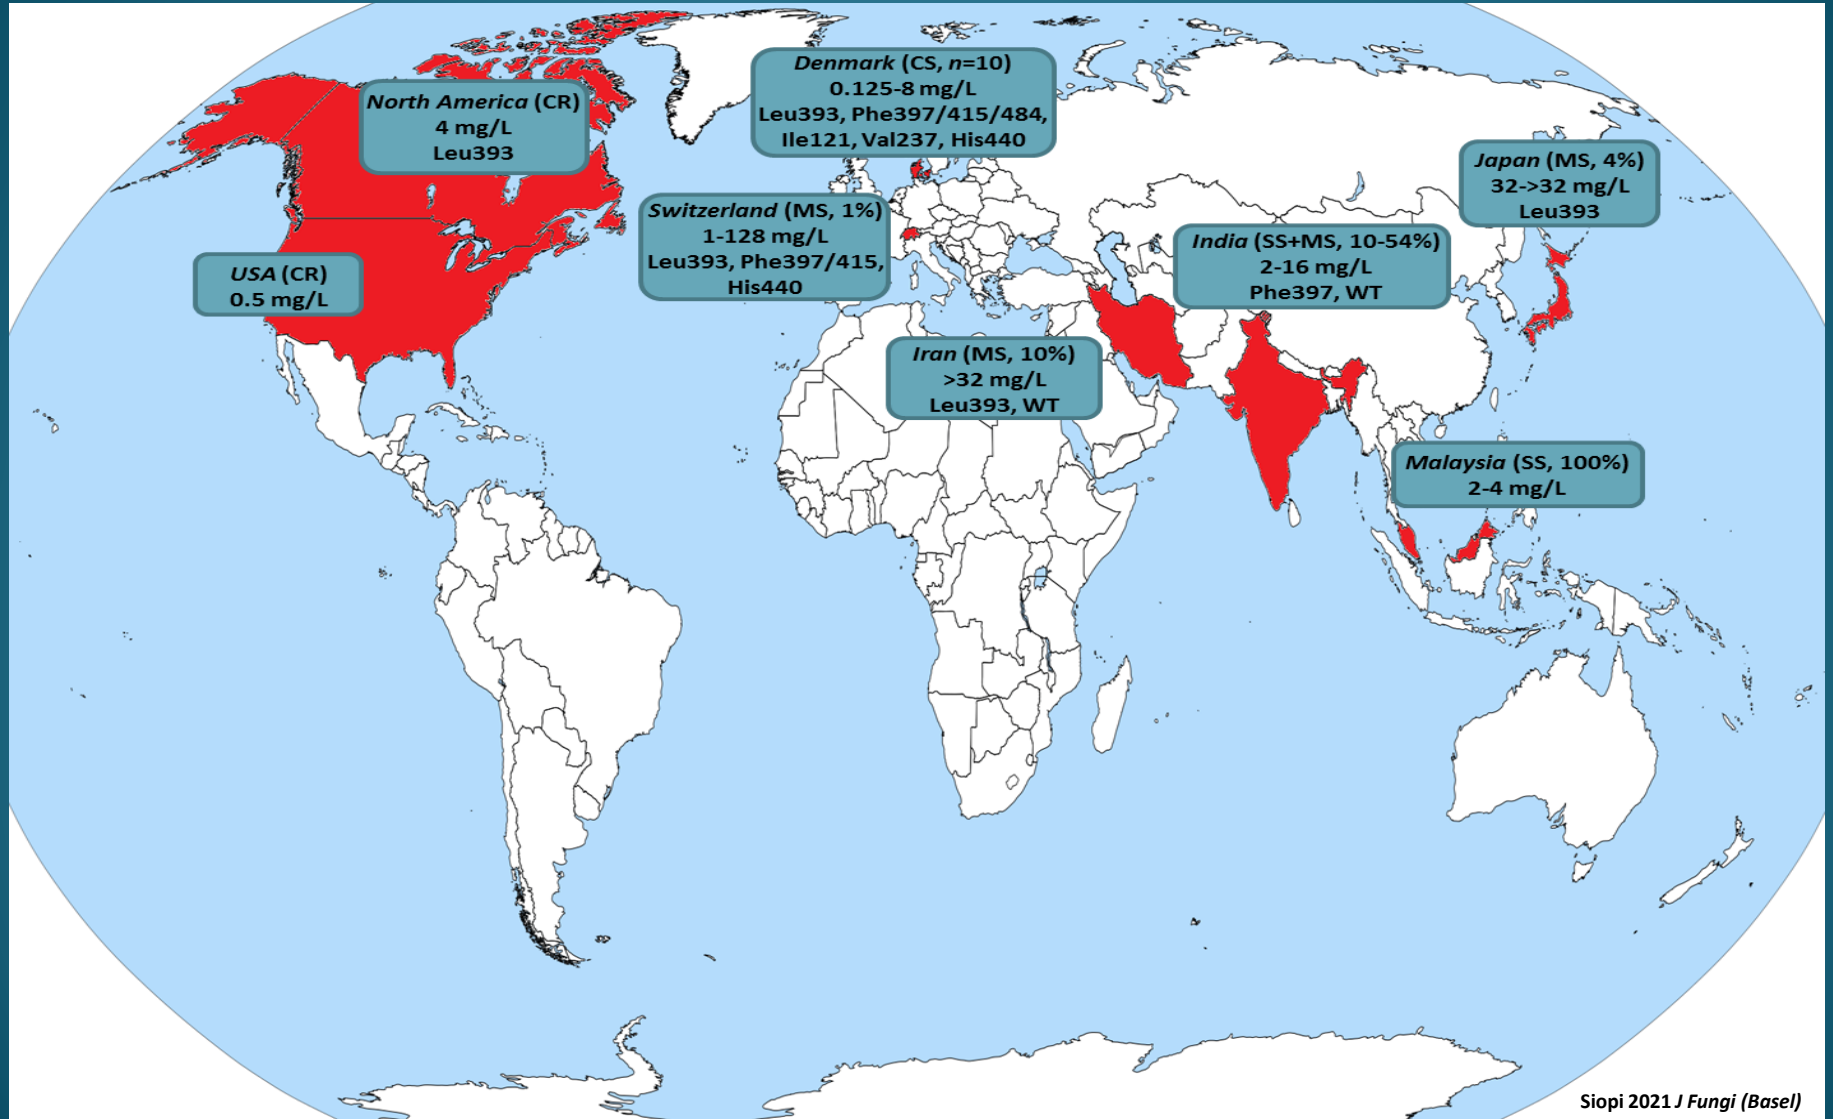 North America (CR)
4 mg/L
Leu393
Denmark (CS, n=10)
0.125-8 mg/L
Leu393, Phe397/415/484,
Ile121, Val237, His440
Japan (MS, 4%)
32->32 mg/L
Leu393
Switzerland (MS, 1%)
1-128 mg/L
Leu393, Phe397/415,
His440
India (SS+MS, 10-54%)
2-16 mg/L
Phe397, WT
USA (CR)
0.5 mg/L
Iran (MS, 10%)
>32 mg/L
Leu393, WT
Malaysia (SS, 100%)
2-4 mg/L
Siopi 2021 J Fungi (Basel)